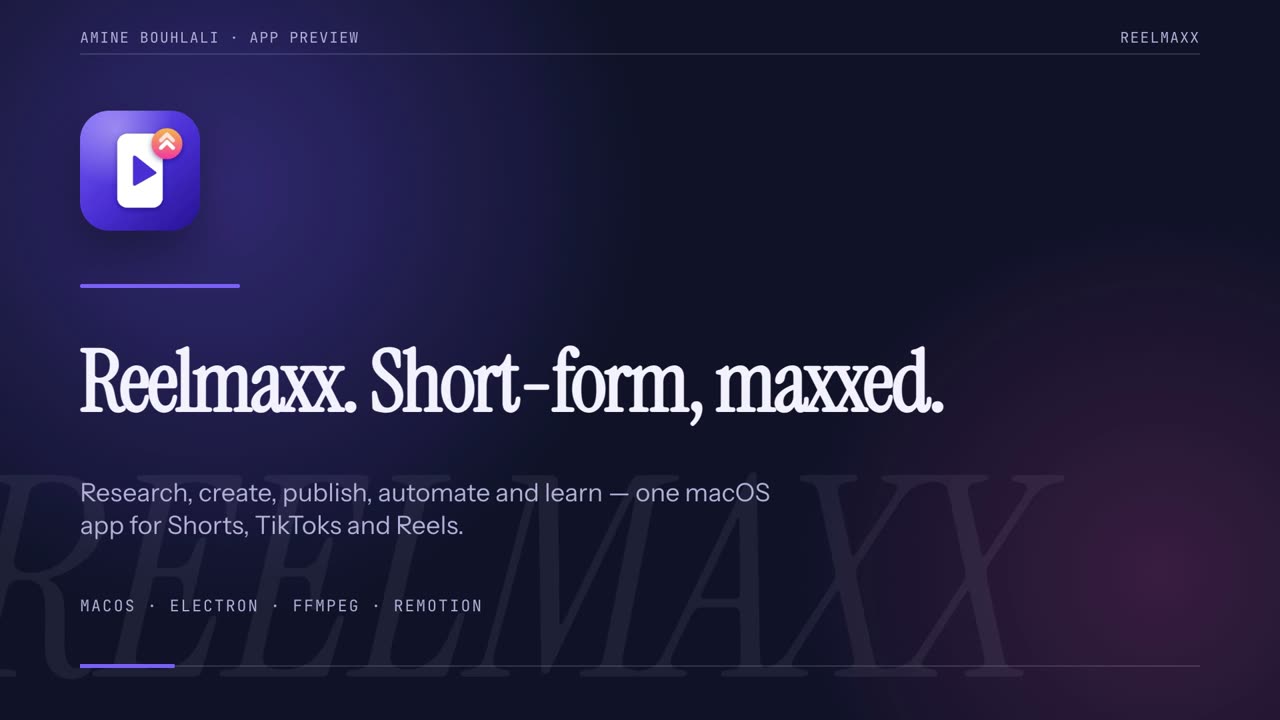 AMINE BOUHLALI · APP PREVIEW
REELMAXX
Reelmaxx. Short-form, maxxed.
REELMAXX
Research, create, publish, automate and learn — one macOS
app for Shorts, TikToks and Reels.
MACOS · ELECTRON · FFMPEG · REMOTION